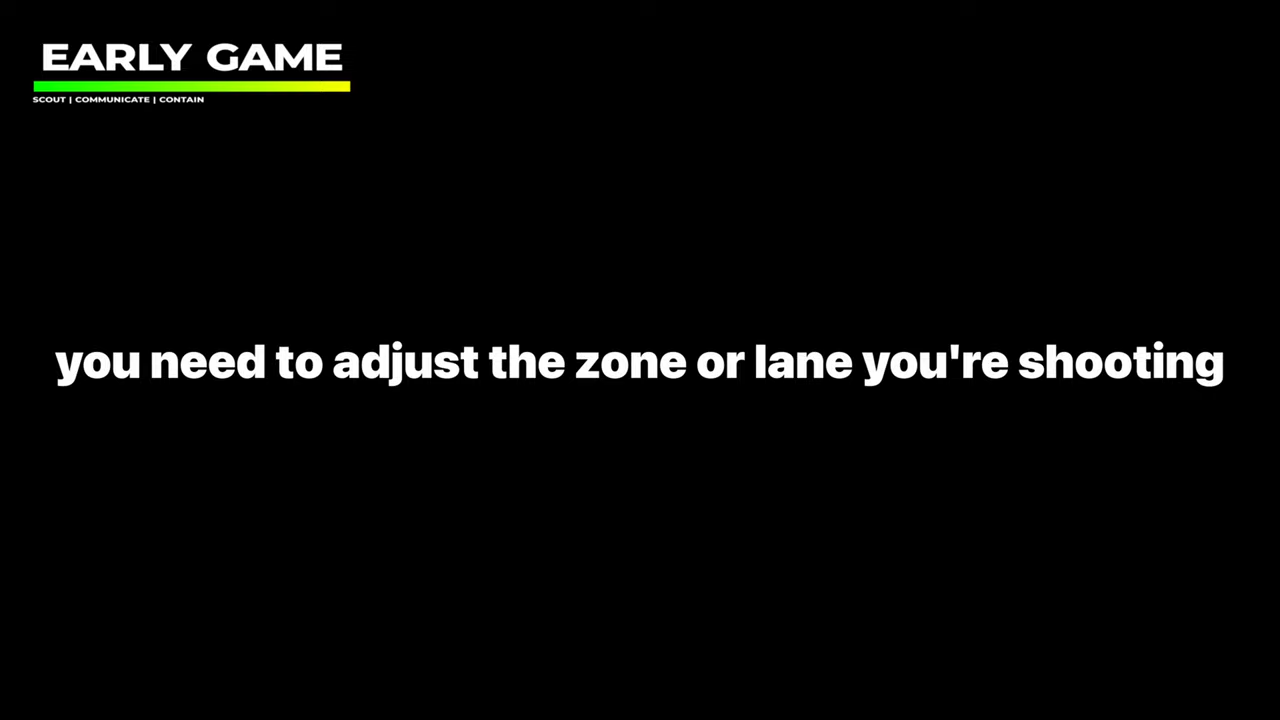 EARLY GAME
SCOUT | COMMUNICATE | CONTAIN
you need to adjust the zone or lane you're shooting